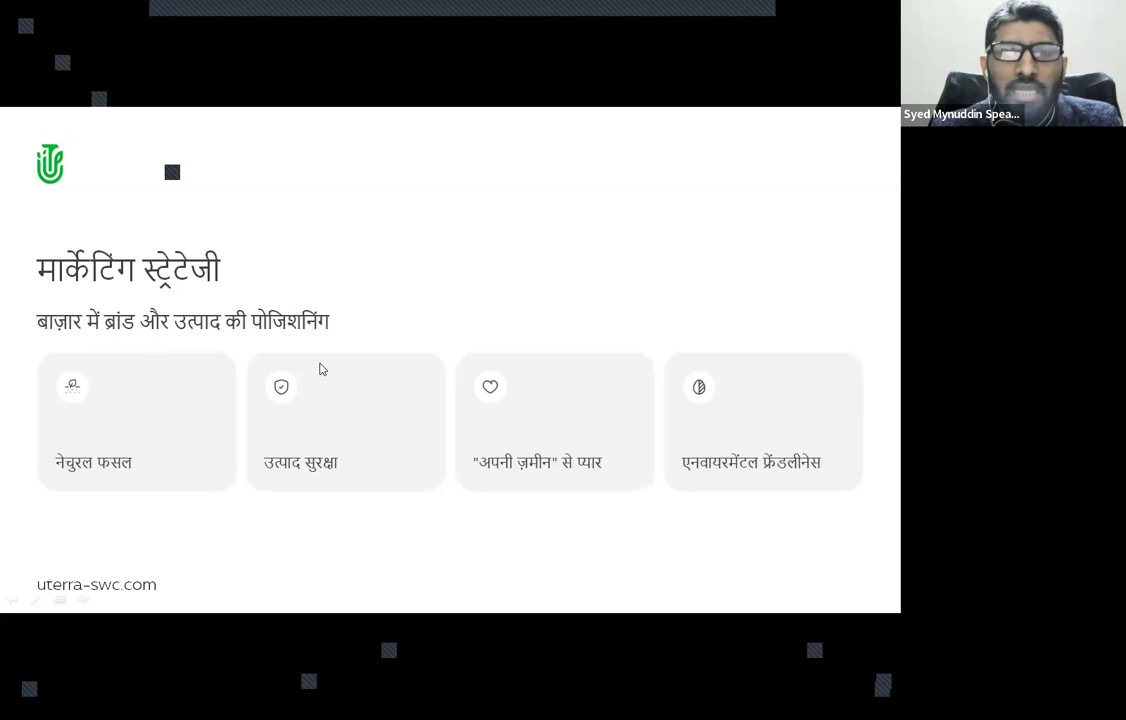 Syed Mynuddin Spea...
मार्केटिंग स्ट्रेटेजी
बाज़ार में ब्रांड और उत्पाद की पोजिशनिंग
नेचुरल फसल
उत्पाद सुरक्षा
"अपनी ज़मीन" से प्यार
एनवायरमेंटल फ्रेंडलीनेस
uterra-swc.com